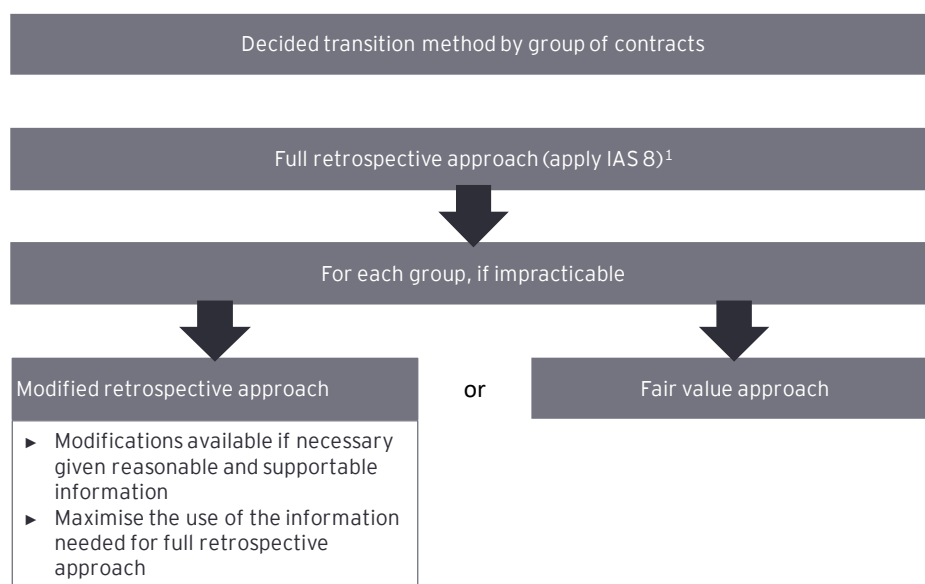 Decided transition method by group of contracts
Full retrospective approach (apply IAS 8)¹
For each group, if impracticable
Modified retrospective approach
or
Fair value approach
► Modifications available if necessary
given reasonable and supportable
information
► Maximise the use of the information
needed for full retrospective
approach